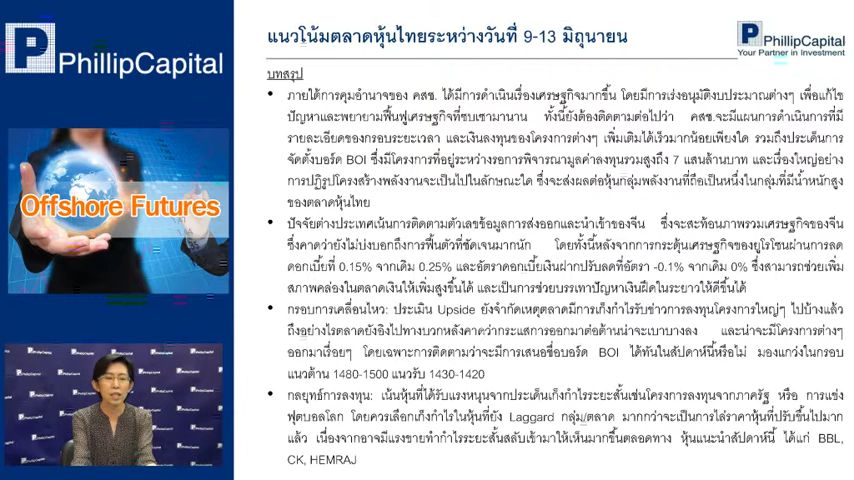 PhillipCapital
Offshore Futures
แนวโน้มตลาดหุ้นไทยระหว่างวันที่ 9-13 มิถุนายน
PhillipCapital
Your Partner in Investment
บทสรุป
• ภายใต้การคุมอำนาจของ คสช. ได้มีการดำเนินเรื่องเศรษฐกิจมากขึ้น โดยมีการเร่งอนุมัติงบประมาณต่างๆ เพื่อแก้ไข
ปัญหาและพยายามฟื้นฟูเศรษฐกิจที่ซบเซามานาน ทั้งนี้ยังต้องติดตามต่อไปว่า คสช.จะมีแผนการดำเนินการที่มี
รายละเอียดของกรอบระยะเวลา และเงินลงทุนของโครงการต่างๆ เพิ่มเติมได้เร็วมากน้อยเพียงใด รวมถึงประเด็นการ
จัดตั้งบอร์ด BOI ซึ่งมีโครงการที่อยู่ระหว่างรอการพิจารณามูลค่าลงทุนรวมสูงถึง 7 แสนล้านบาท และเรื่องใหญ่อย่าง
การปฏิรูปโครงสร้างพลังงานจะเป็นไปในลักษณะใด ซึ่งจะส่งผลต่อหุ้นกลุ่มพลังงานที่ถือเป็นหนึ่งในกลุ่มที่มีน้ำหนักสูง
ของตลาดหุ้นไทย
• ปัจจัยต่างประเทศเน้นการติดตามตัวเลขข้อมูลการส่งออกและนำเข้าของจีน ซึ่งจะสะท้อนภาพรวมเศรษฐกิจของจีน
ซึ่งคาดว่ายังไม่บ่งบอกถึงการฟื้นตัวที่ชัดเจนมากนัก โดยทั้งนี้หลังจากการกระตุ้นเศรษฐกิจของยูโรโซนผ่านการลด
ดอกเบี้ยที่ 0.15% จากเดิม 0.25% และอัตราดอกเบี้ยเงินฝากปรับลดที่อัตรา -0.1% จากเดิม 0% ซึ่งสามารถช่วยเพิ่ม
สภาพคล่องในตลาดเงินให้เพิ่มสูงขึ้นได้ และเป็นการช่วยบรรเทาปัญหาเงินฝืดในระยาวให้ดีขึ้นได้
• กรอบการเคลื่อนไหว: ประเมิน Upside ยังจำกัดเหตุตลาดมีการเก็งกำไรรับข่าวการลงทุนโครงการใหญ่ๆ ไปบ้างแล้ว
ถึงอย่างไรตลาดยังอิงไปทางบวกหลังคาดว่ากระแสการออกมาต่อต้านน่าจะเบาบางลง และน่าจะมีโครงการต่างๆ
ออกมาเรื่อยๆ โดยเฉพาะการติดตามว่าจะมีการเสนอชื่อบอร์ด BOI ได้ทันในสัปดาห์นี้หรือไม่ มองแกว่งในกรอบ
แนวต้าน 1480-1500 แนวรับ 1430-1420
• กลยุทธ์การลงทุน: เน้นหุ้นที่ได้รับแรงหนุนจากประเด็นเก็งกำไรระยะสั้นเช่นโครงการลงทุนจากภาครัฐ หรือ การแข่ง
ฟุตบอลโลก โดยควรเลือกเก็งกำไรในหุ้นที่ยัง Laggard กลุ่ม/ตลาด มากกว่าจะเป็นการไล่ราคาหุ้นที่ปรับขึ้นไปมาก
แล้ว เนื่องจากอาจมีแรงขายทำกำไรระยะสั้นสลับเข้ามาให้เห็นมากขึ้นตลอดทาง หุ้นแนะนำสัปดาห์นี้ ได้แก่ BBL,
CK, HEMRAJ